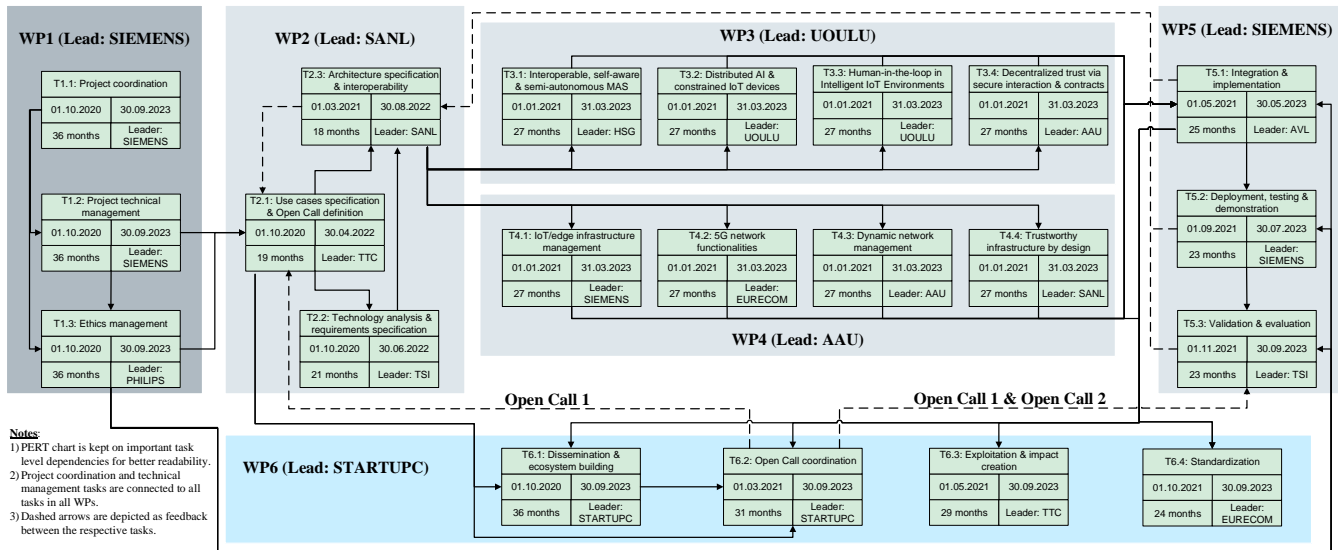 WP1 (Lead: SIEMENS)
T1.1: Project coordination
01.10.2020 30.09.2023
36 months Leader:
SIEMENS
T1.2: Project technical
management
01.10.2020 30.09.2023
36 months Leader:
SIEMENS
T1.3: Ethics management
01.10.2020 30.09.2023
36 months Leader:
PHILIPS
WP2 (Lead: SANL)
T2.3: Architecture specification
& interoperability
01.03.2021 30.08.2022
18 months Leader: SANL
T2.1: Use cases specification
& Open Call definition
01.10.2020 30.04.2022
19 months Leader: TTC
T2.2: Technology analysis &
requirements specification
01.10.2020 30.06.2022
21 months Leader: TSI
WP3 (Lead: UOULU)
T3.1: Interoperable, self-aware
& semi-autonomous MAS
01.01.2021 31.03.2023
27 months Leader: HSG
T3.2: Distributed AI &
constrained IoT devices
01.01.2021 31.03.2023
27 months Leader:
UOULU
T3.3: Human-in-the-loop in
Intelligent IoT Environments
01.01.2021 31.03.2023
27 months Leader:
UOULU
T3.4: Decentralized trust via
secure interaction & contracts
01.01.2021 31.03.2023
27 months Leader: AAU
T4.1: IoT/edge infrastructure
management
01.01.2021 31.03.2023
27 months Leader:
SIEMENS
T4.2: 5G network
functionalities
01.01.2021 31.03.2023
27 months Leader:
EURECOM
T4.3: Dynamic network
management
01.01.2021 31.03.2023
27 months Leader: AAU
T4.4: Trustworthy
infrastructure by design
01.01.2021 31.03.2023
27 months Leader: SANL
WP4 (Lead: AAU)
WP5 (Lead: SIEMENS)
T5.1: Integration &
implementation
01.05.2021 30.05.2023
25 months Leader: AVL
T5.2: Deployment, testing &
demonstration
01.09.2021 30.07.2023
23 months Leader:
SIEMENS
T5.3: Validation & evaluation
01.11.2021 30.09.2023
23 months Leader: TSI
Open Call 1
Open Call 1 & Open Call 2
WP6 (Lead: STARTUPC)
T6.1: Dissemination &
ecosystem building
01.10.2020 30.09.2023
36 months Leader:
STARTUPC
T6.2: Open Call coordination
01.03.2021 30.09.2023
31 months Leader:
STARTUPC
T6.3: Exploitation & impact
creation
01.05.2021 30.09.2023
29 months Leader: TTC
T6.4: Standardization
01.10.2021 30.09.2023
24 months Leader:
EURECOM
Notes:
1) PERT chart is kept on important task
level dependencies for better readability.
2) Project coordination and technical
management tasks are connected to all
tasks in all WPs.
3) Dashed arrows are depicted as feedback
between the respective tasks.